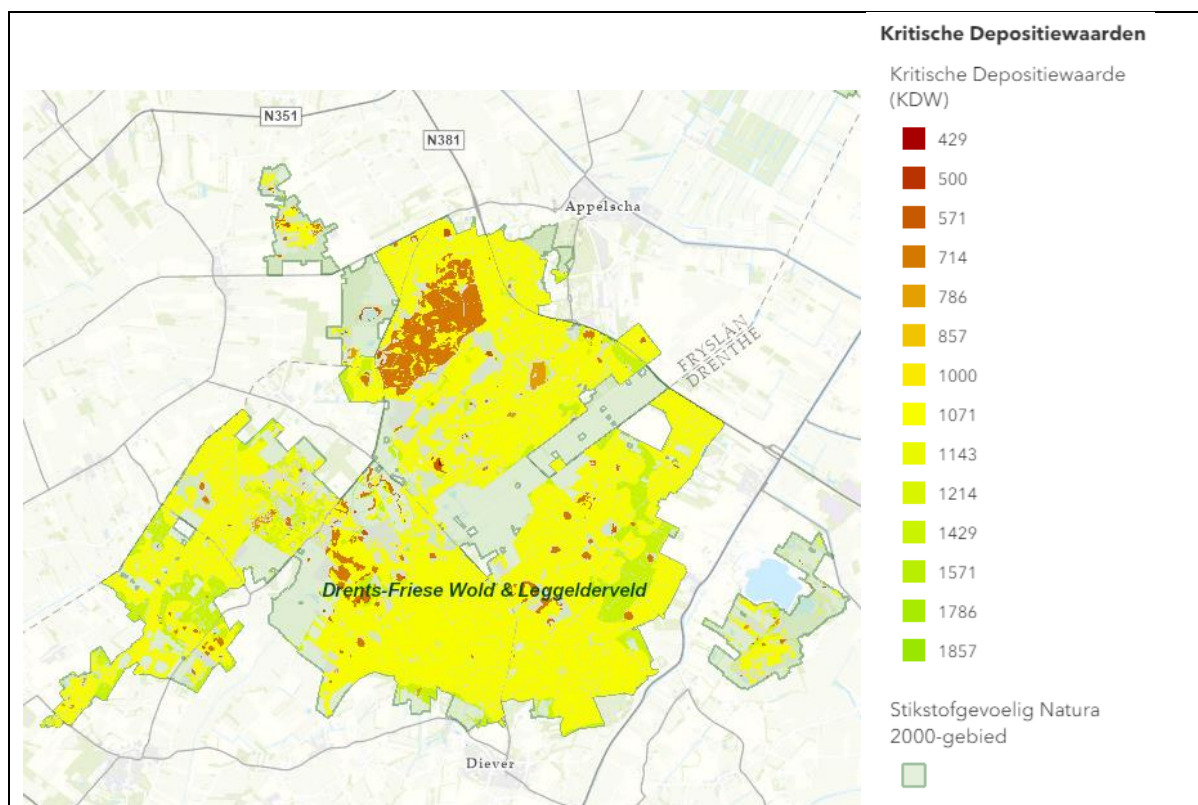 N351
N381
Appelscha
FRYSLÂN
DRENTHE
Drents-Friese Wold & Leggelderveld
Diever
Kritische Depositiewaarden
Kritische Depositiewaarde
(KDW)
429
500
571
714
786
857
1000
1071
1143
1214
1429
1571
1786
1857
Stikstofgevoelig Natura
2000-gebied